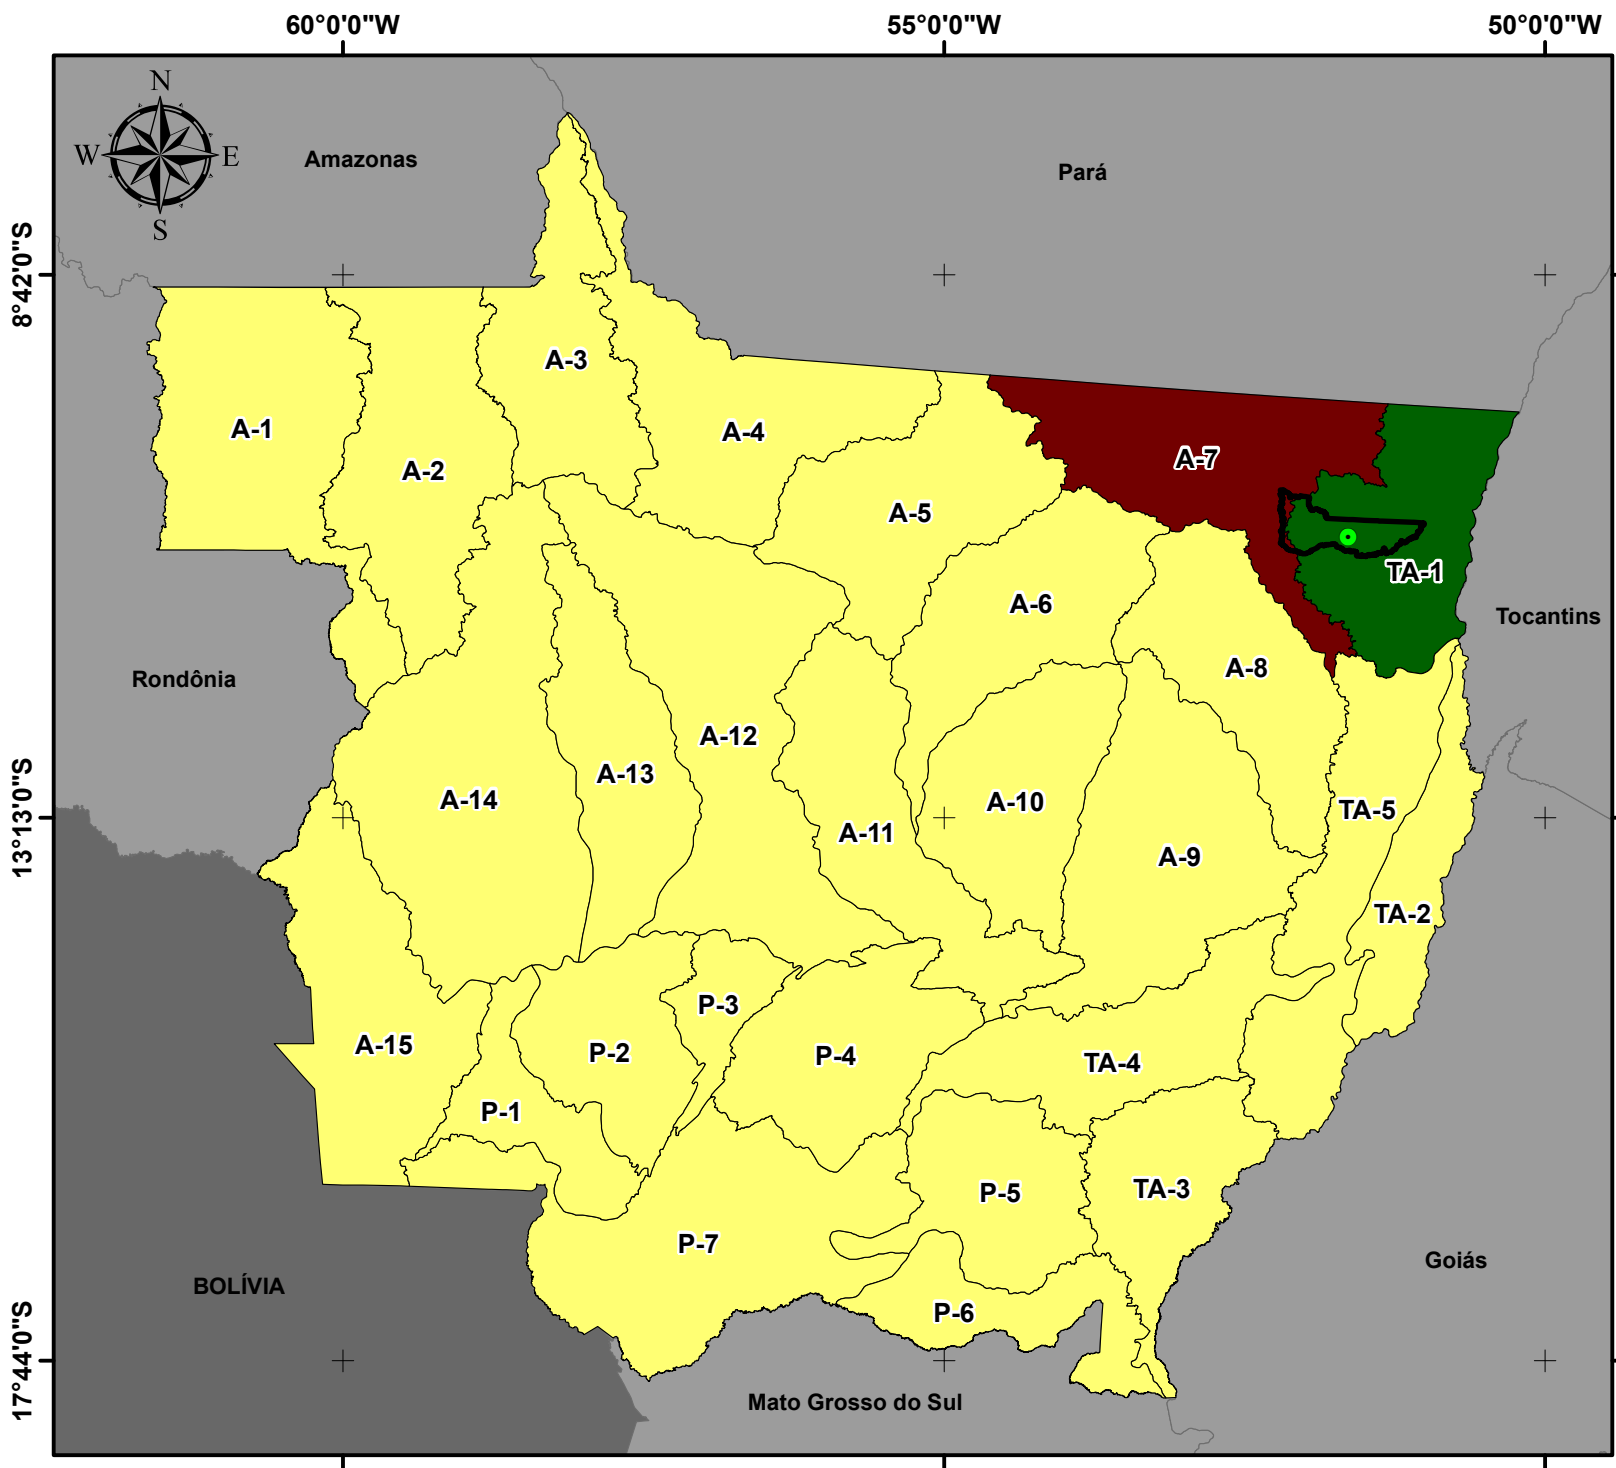 60°0'0"W
55°0'0"W
50°0'0"W
N
W
E
S
Amazonas
Pará
8°42'0"S
A-3
A-1
A-4
A-7
A-2
A-5
TA-1
A-6
Tocantins
Rondônia
A-8
A-12
A-13
A-14
A-10
TA-5
13°13'0"S
A-11
A-9
TA-2
P-3
A-15
P-2
P-4
TA-4
P-1
TA-3
P-5
P-7
Goiás
BOLÍVIA
P-6
17°44'0"S
Mato Grosso do Sul